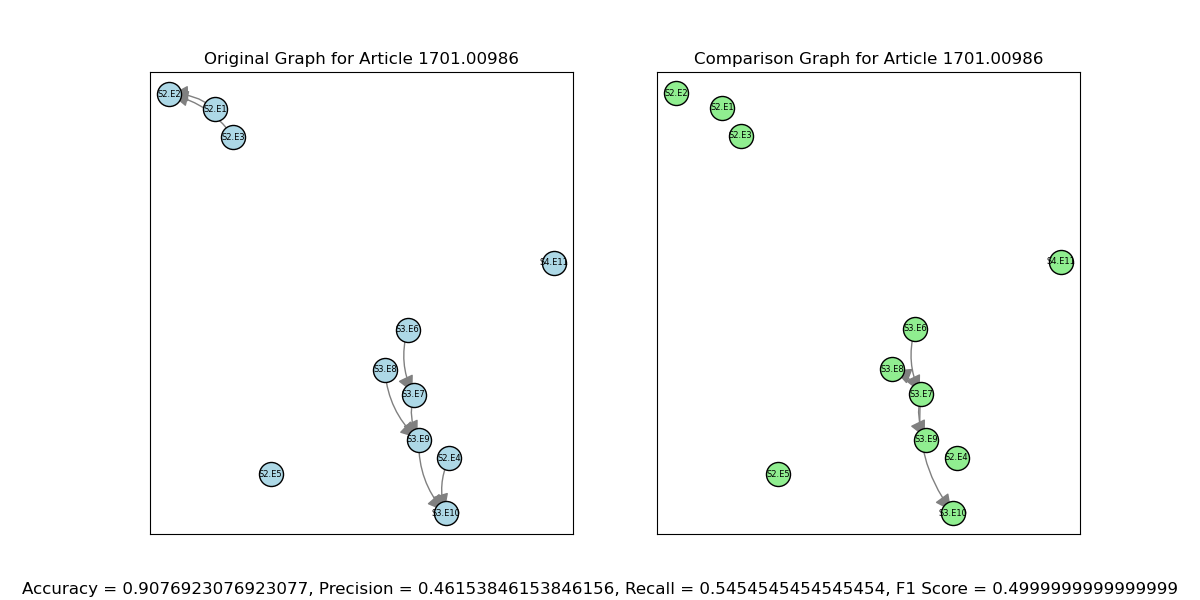 Original Graph for Article 1701.00986
Comparison Graph for Article 1701.00986
S2.E2
S2.E1
S2.E3
S4.E11
S3.E6
S3.E8
S3.E7
S3.E9
S2.E4
S2.E5
S3.E10
S2.E2
S2.E1
S2.E3
S4.E11
S3.E6
S3.E8
S3.E7
S3.E9
S2.E4
S2.E5
S3.E10
Accuracy = 0.9076923076923077, Precision = 0.46153846153846156, Recall = 0.5454545454545454, F1 Score = 0.4999999999999999